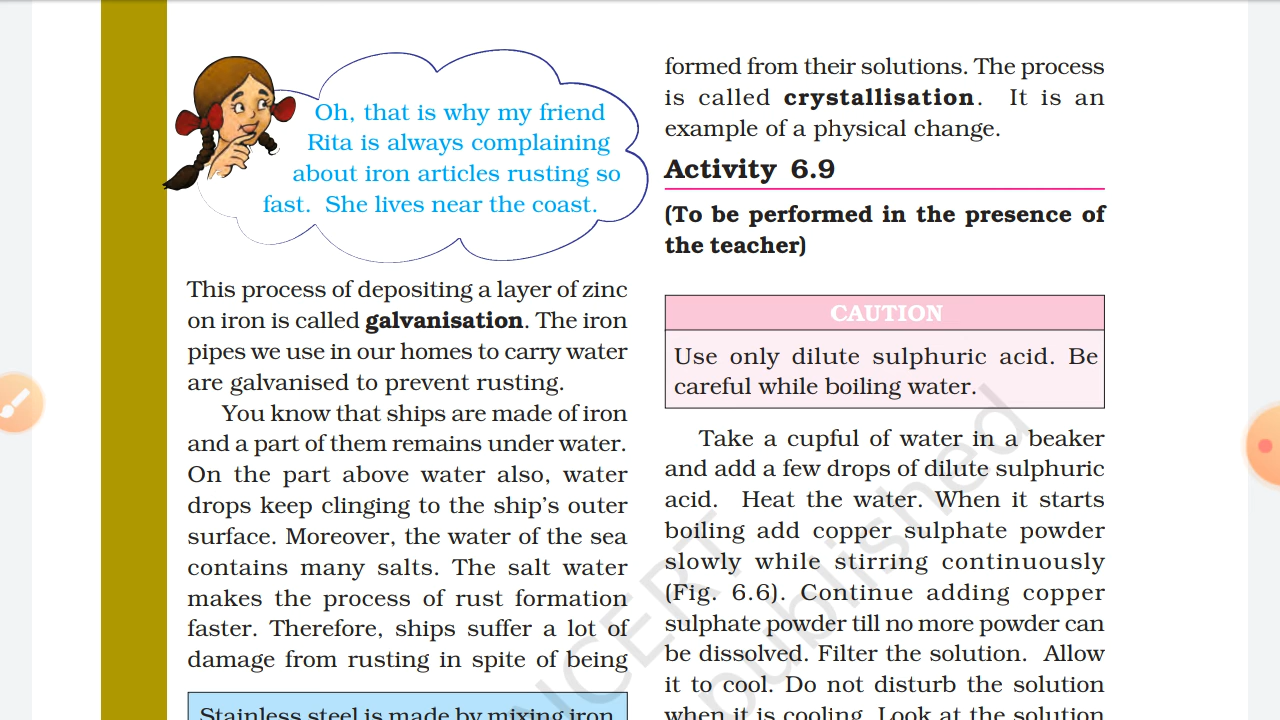 Oh, that is why my friend
Rita is always complaining
about iron articles rusting so
fast. She lives near the coast.
This process of depositing a layer of zinc
on iron is called galvanisation. The iron
pipes we use in our homes to carry water
are galvanised to prevent rusting.
You know that ships are made of iron
and a part of them remains under water.
On the part above water also, water
drops keep clinging to the ship's outer
surface. Moreover, the water of the sea
contains many salts. The salt water
makes the process of rust formation
faster. Therefore, ships suffer a lot of
damage from rusting in spite of being
Stainless steel is made by mixing iron
formed from their solutions. The process
is called crystallisation. It is an
example of a physical change.
Activity 6.9
(To be performed in the presence of
the teacher)
CAUTION
Use only dilute sulphuric acid. Be
careful while boiling water.
Take a cupful of water in a beaker
and add a few drops of dilute sulphuric
acid. Heat the water. When it starts
boiling add copper sulphate powder
slowly while stirring continuously
(Fig. 6.6). Continue adding copper
sulphate powder till no more powder can
be dissolved. Filter the solution. Allow
it to cool. Do not disturb the solution
when it is cooling. Look at the solution
NCERT
published